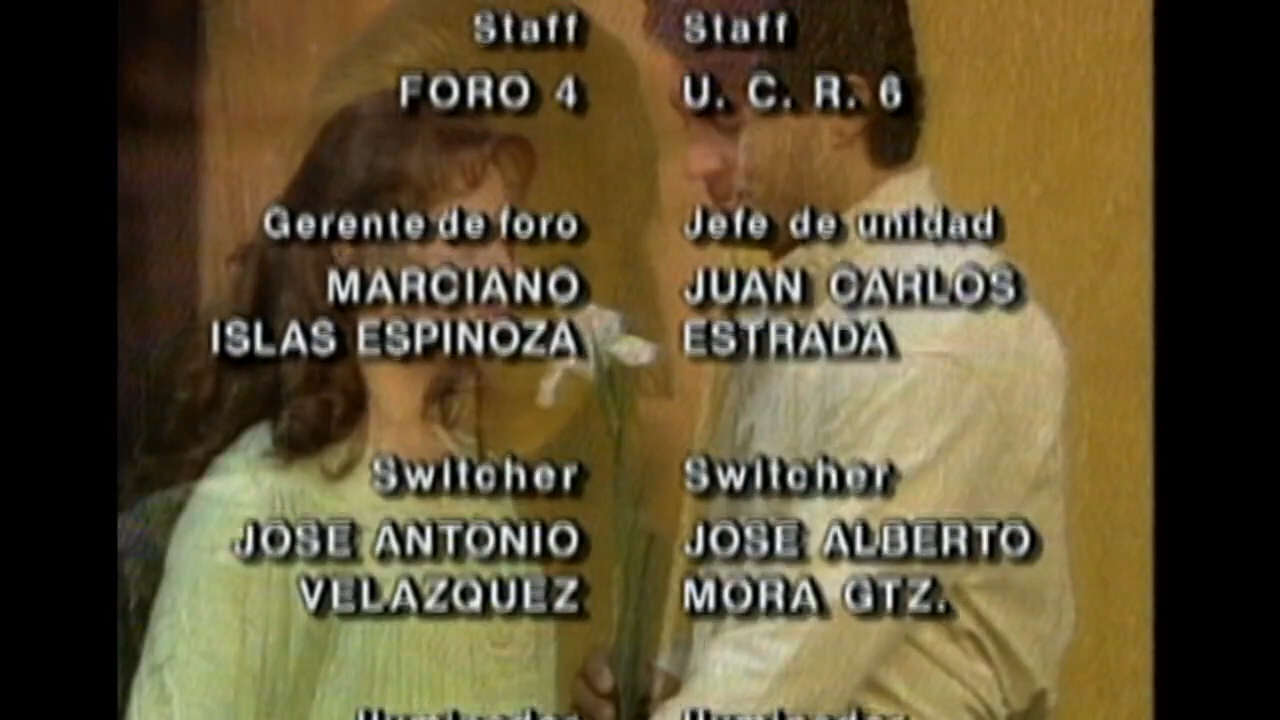 Staff Staff
FORO 4 U. C. R. 6
Gerente de foro Jefe de unidad
MARCIANO JUAN CARLOS
ISLAS ESPINOZA ESTRADA
Switcher Switcher
JOSE ANTONIO JOSE ALBERTO
VELAZQUEZ MORA GTZ.